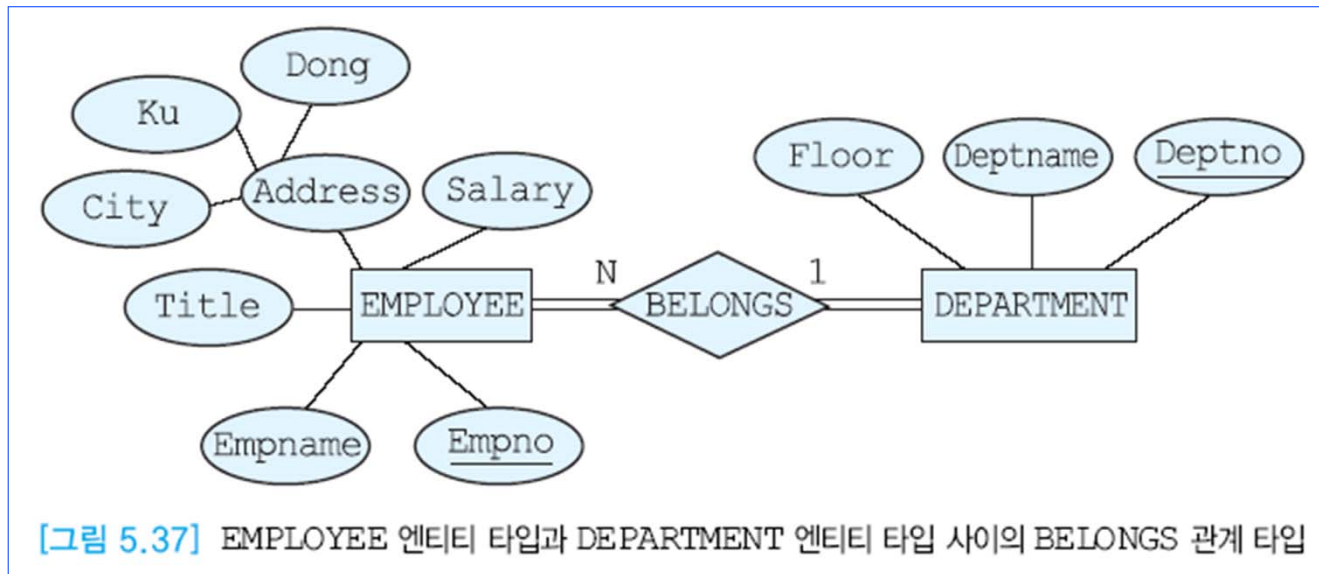 Dong
Ku
Floor
Deptname
Deptno
Address
Salary
City
N
1
Title
EMPLOYEE
BELONGS
DEPARTMENT
Empname
Empno
[그림 5.37] EMPLOYEE 엔티티 타입과 DEPARTMENT 엔티티 타입 사이의 BELONGS 관계 타입